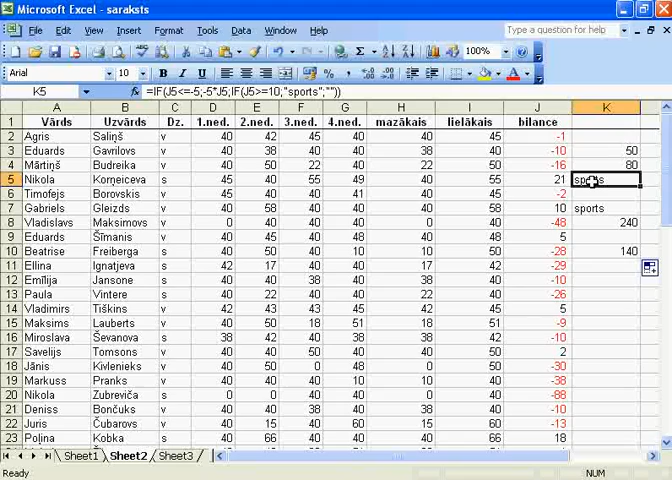 Microsoft Excel - saraksts
File Edit View Insert Format Tools Data Window Help
Type a question for help
100%
Arial 10 B I U
K5 =IF(J5<=-5;-5*J5;IF(J5>=10;"sports";""))
A B C D E F G H I J K
1 Vārds Uzvārds Dz. 1.ned. 2.ned. 3.ned. 4.ned. mazākais lielākais bilance
2 Agris Saliņš v 40 42 45 40 40 45 -1
3 Eduards Gavrilovs v 40 38 40 40 38 40 -10 50
4 Mārtiņš Budreika v 40 50 22 40 22 50 -16 80
5 Nikola Korņeiceva s 45 40 55 49 40 55 21 sports
6 Timofejs Borovskis v 45 40 40 41 40 45 -2
7 Gabriels Gleizds v 40 58 40 40 40 58 10 sports
8 Vladislavs Maksimovs v 0 40 40 40 0 40 -48 240
9 Eduards Šīmanis v 45 40 40 48 40 48 5
10 Beatrise Freiberga s 40 50 40 10 10 50 -28 140
11 Ellina Ignatjeva s 42 17 40 40 17 42 -29
12 Emīlija Jansone s 40 40 38 40 38 40 -10
13 Paula Vintere s 40 22 40 40 22 40 -26
14 Vladimirs Tiškins v 42 43 43 45 42 45 5
15 Maksims Lauberts v 40 50 18 51 18 51 -9
16 Miroslava Ševanova s 38 42 40 38 38 42 -10
17 Savelijs Tomsons v 40 40 50 40 40 50 2
18 Jānis Kivlenieks v 40 50 0 48 0 50 -30
19 Markuss Pranks v 40 40 40 10 10 40 -38
20 Nikola Zubreviča s 0 0 40 40 0 40 -88
21 Deniss Bončuks v 40 40 38 40 38 40 -10
22 Juris Čubarovs v 40 15 40 60 15 60 -13
23 Poļina Kobka s 40 66 40 40 40 66 18
Sheet1 Sheet2 Sheet3
Ready NUM